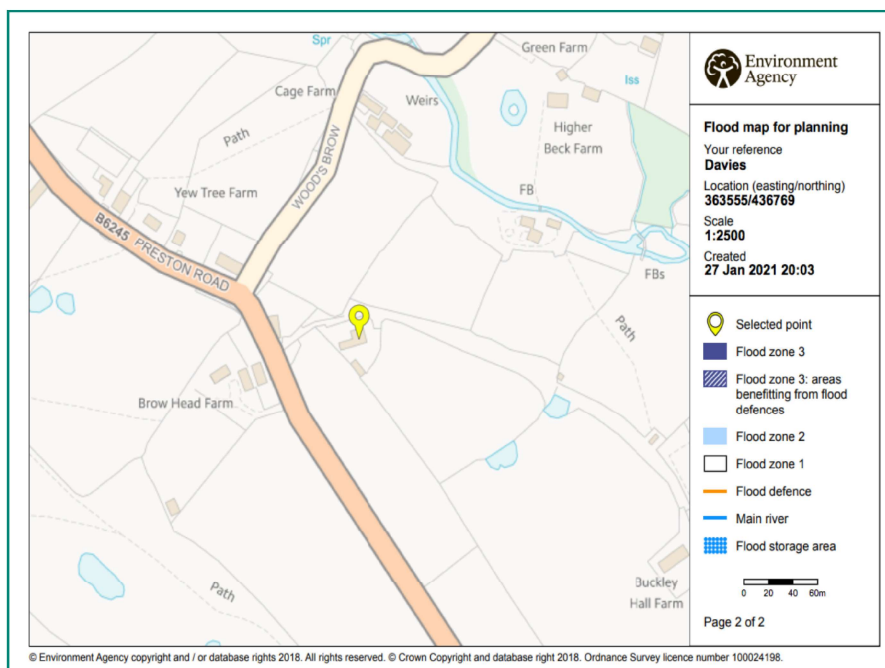 Spr
Green Farm
Cage Farm
Weirs
Iss
Path
WOOD'S BROW
Higher
Beck Farm
Yew Tree Farm
FB
B6245 PRESTON ROAD
FBs
Path
Brow Head Farm
Path
Buckley
Hall Farm
Environment
Agency
Flood map for planning
Your reference
Davies
Location (easting/northing)
363555/436769
Scale
1:2500
Created
27 Jan 2021 20:03
Selected point
Flood zone 3
Flood zone 3: areas
benefitting from flood
defences
Flood zone 2
Flood zone 1
Flood defence
Main river
Flood storage area
0 20 40 60m
Page 2 of 2
© Environment Agency copyright and / or database rights 2018. All rights reserved. © Crown Copyright and database right 2018. Ordnance Survey licence number 100024198.